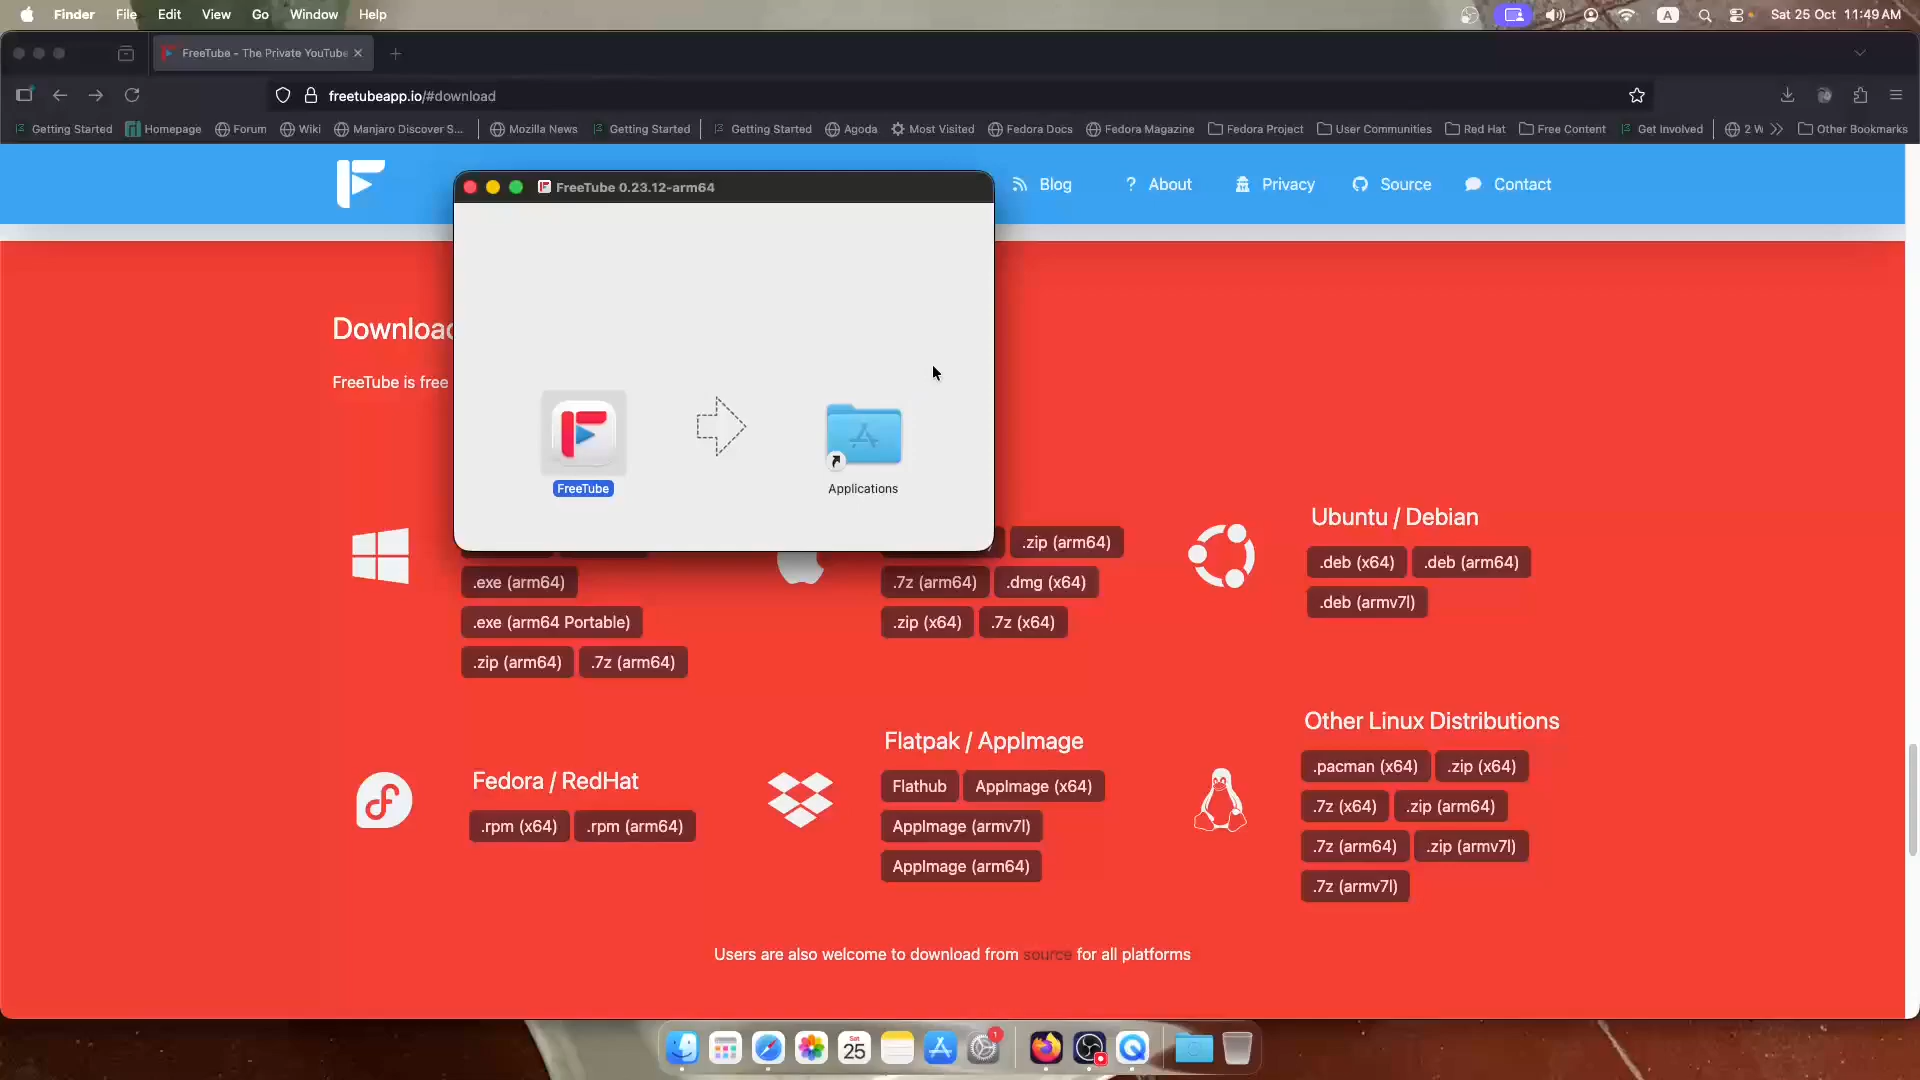 Finder File Edit View Go Window Help
A
Sat 25 Oct 11:49 AM
FreeTube - The Private YouTube
freetubeapp.io/#download
Getting Started Homepage Forum Wiki Manjaro Discover S... Mozilla News Getting Started Getting Started Agoda Most Visited Fedora Docs Fedora Magazine Fedora Project User Communities Red Hat Free Content Get Involved 2 W Other Bookmarks
Blog ? About Privacy Source Contact
FreeTube 0.23.12-arm64
FreeTube
Applications
FreeTube is free
.zip (arm64)
.exe (arm64)
.7z (arm64) .dmg (x64)
.exe (arm64 Portable)
.zip (x64) .7z (x64)
.zip (arm64) .7z (arm64)
Ubuntu / Debian
.deb (x64) .deb (arm64)
.deb (armv7l)
Fedora / RedHat
.rpm (x64) .rpm (arm64)
Flatpak / AppImage
Flathub AppImage (x64)
AppImage (armv7l)
AppImage (arm64)
Other Linux Distributions
.pacman (x64) .zip (x64)
.7z (x64) .zip (arm64)
.7z (arm64) .zip (armv7l)
.7z (armv7l)
Users are also welcome to download from source for all platforms
Sat
25
1